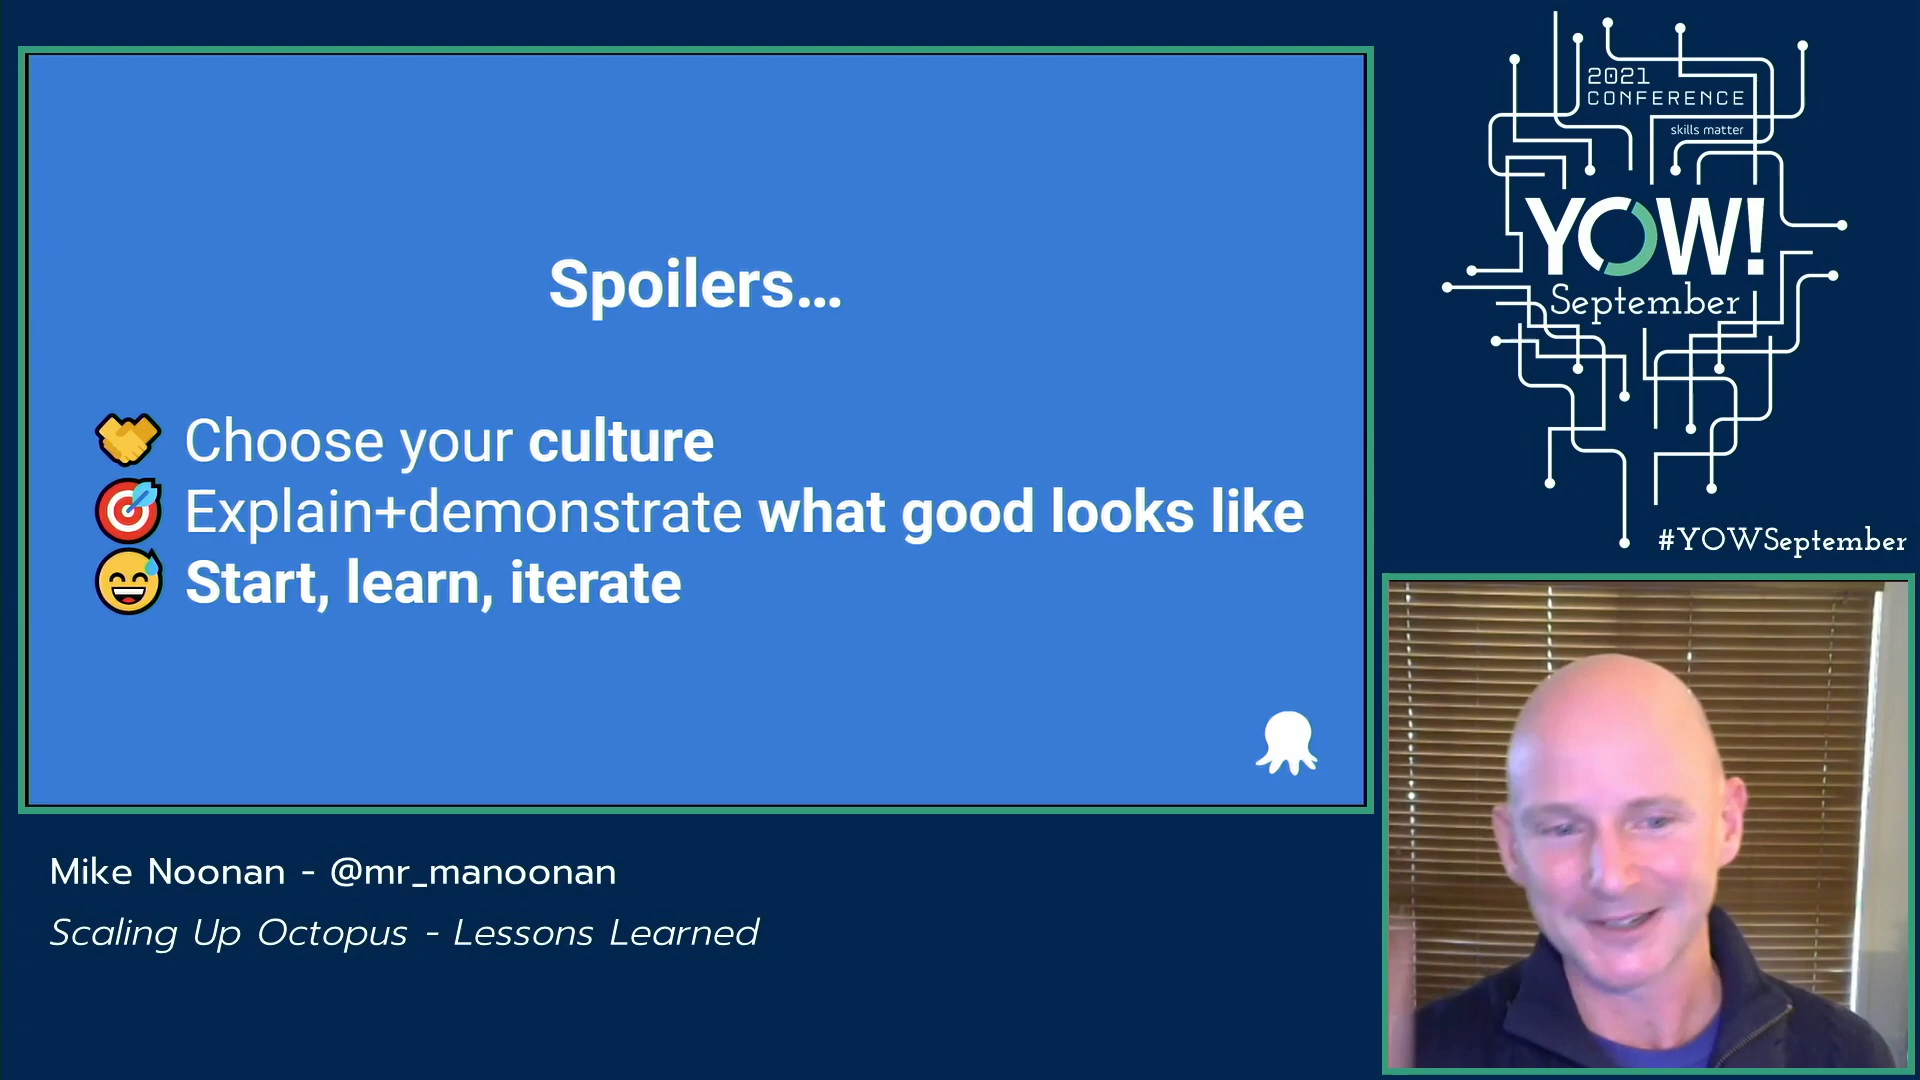 Spoilers...
Choose your culture
Explain+demonstrate what good looks like
Start, learn, iterate
Mike Noonan - @mr_manoonan
Scaling Up Octopus - Lessons Learned
2021
CONFERENCE
skills matter
YOW!
September
#YOWSeptember